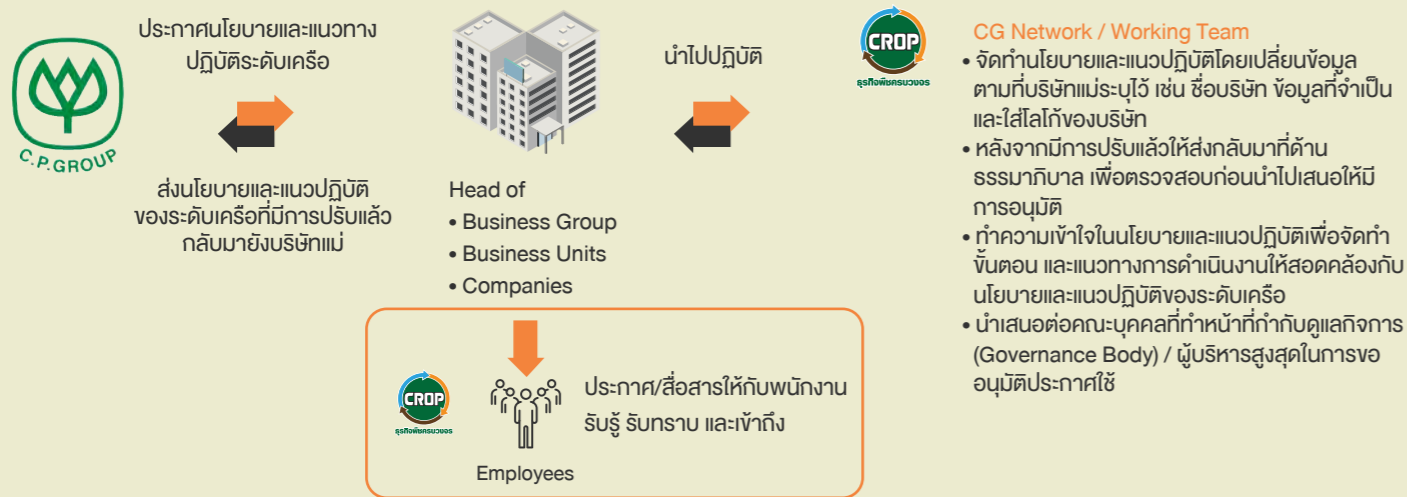 C.P.GROUP
ประกาศนโยบายและแนวทาง
ปฏิบัติระดับเครือ
ส่งนโยบายและแนวปฏิบัติ
ของระดับเครือที่มีการปรับแล้ว
กลับมายังบริษัทแม่
Head of
• Business Group
• Business Units
• Companies
นำไปปฏิบัติ
CROP
ธุรกิจพืชครบวงจร
CG Network / Working Team
• จัดทำนโยบายและแนวปฏิบัติโดยเปลี่ยนข้อมูล
ตามที่บริษัทแม่ระบุไว้ เช่น ชื่อบริษัท ข้อมูลที่จำเป็น
และใส่โลโก้ของบริษัท
• หลังจากมีการปรับแล้วให้ส่งกลับมาที่ด้าน
ธรรมาภิบาล เพื่อตรวจสอบก่อนนำไปเสนอให้มี
การอนุมัติ
• ทำความเข้าใจในนโยบายและแนวปฏิบัติเพื่อจัดทำ
ขั้นตอน และแนวทางการดำเนินงานให้สอดคล้องกับ
นโยบายและแนวปฏิบัติของระดับเครือ
• นำเสนอต่อคณะบุคคลที่ทำหน้าที่กำกับดูแลกิจการ
(Governance Body) / ผู้บริหารสูงสุดในการขอ
อนุมัติประกาศใช้
CROP
ธุรกิจพืชครบวงจร
Employees
ประกาศ/สื่อสารให้กับพนักงาน
รับรู้ รับทราบ และเข้าถึง